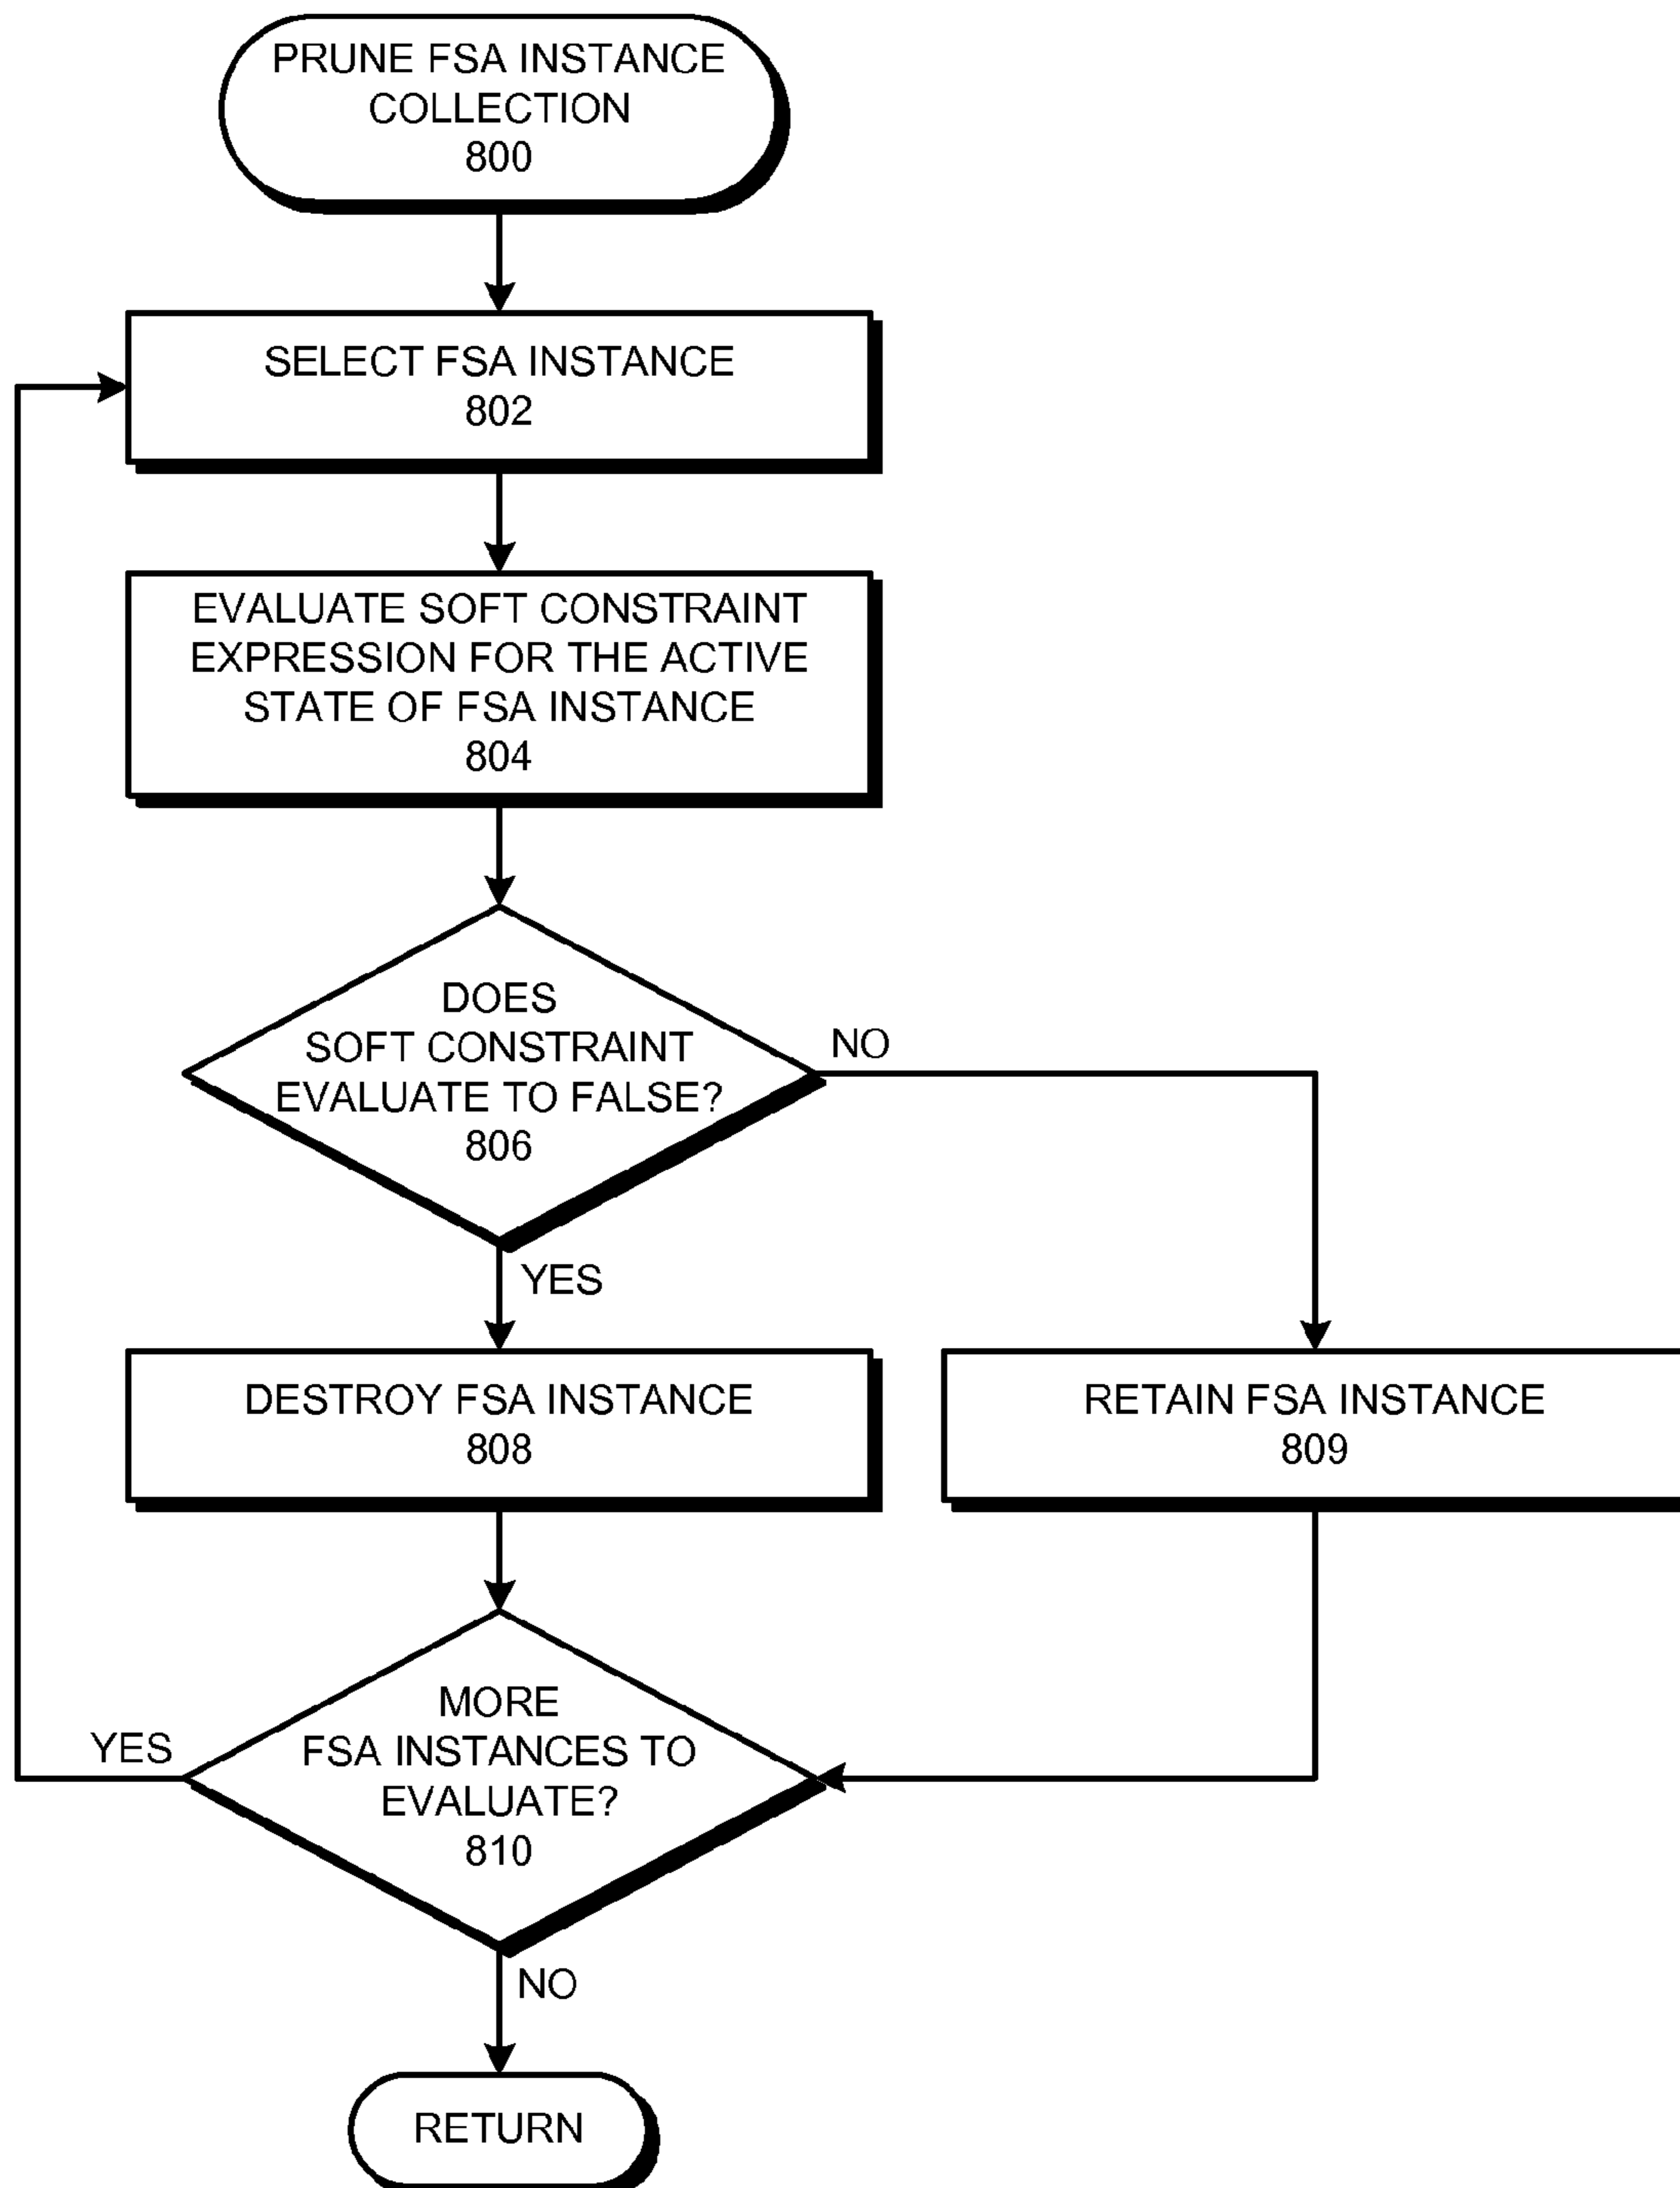 PRUNE FSA INSTANCE
COLLECTION
800
SELECT FSA INSTANCE
802
EVALUATE SOFT CONSTRAINT
EXPRESSION FOR THE ACTIVE
STATE OF FSA INSTANCE
804
DOES
SOFT CONSTRAINT
EVALUATE TO FALSE?
806
NO
YES
DESTROY FSA INSTANCE
808
RETAIN FSA INSTANCE
809
MORE
FSA INSTANCES TO
EVALUATE?
810
YES
NO
RETURN